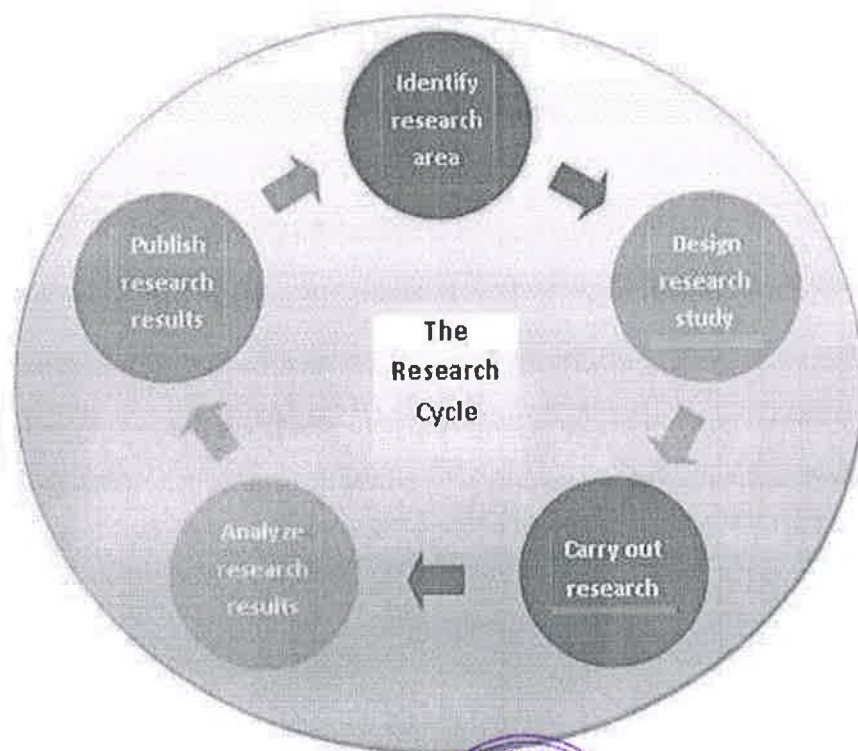 Identify
research
area
Design
research
study
Carry out
research
Analyze
research
results
Publish
research
results
The
Research
Cycle